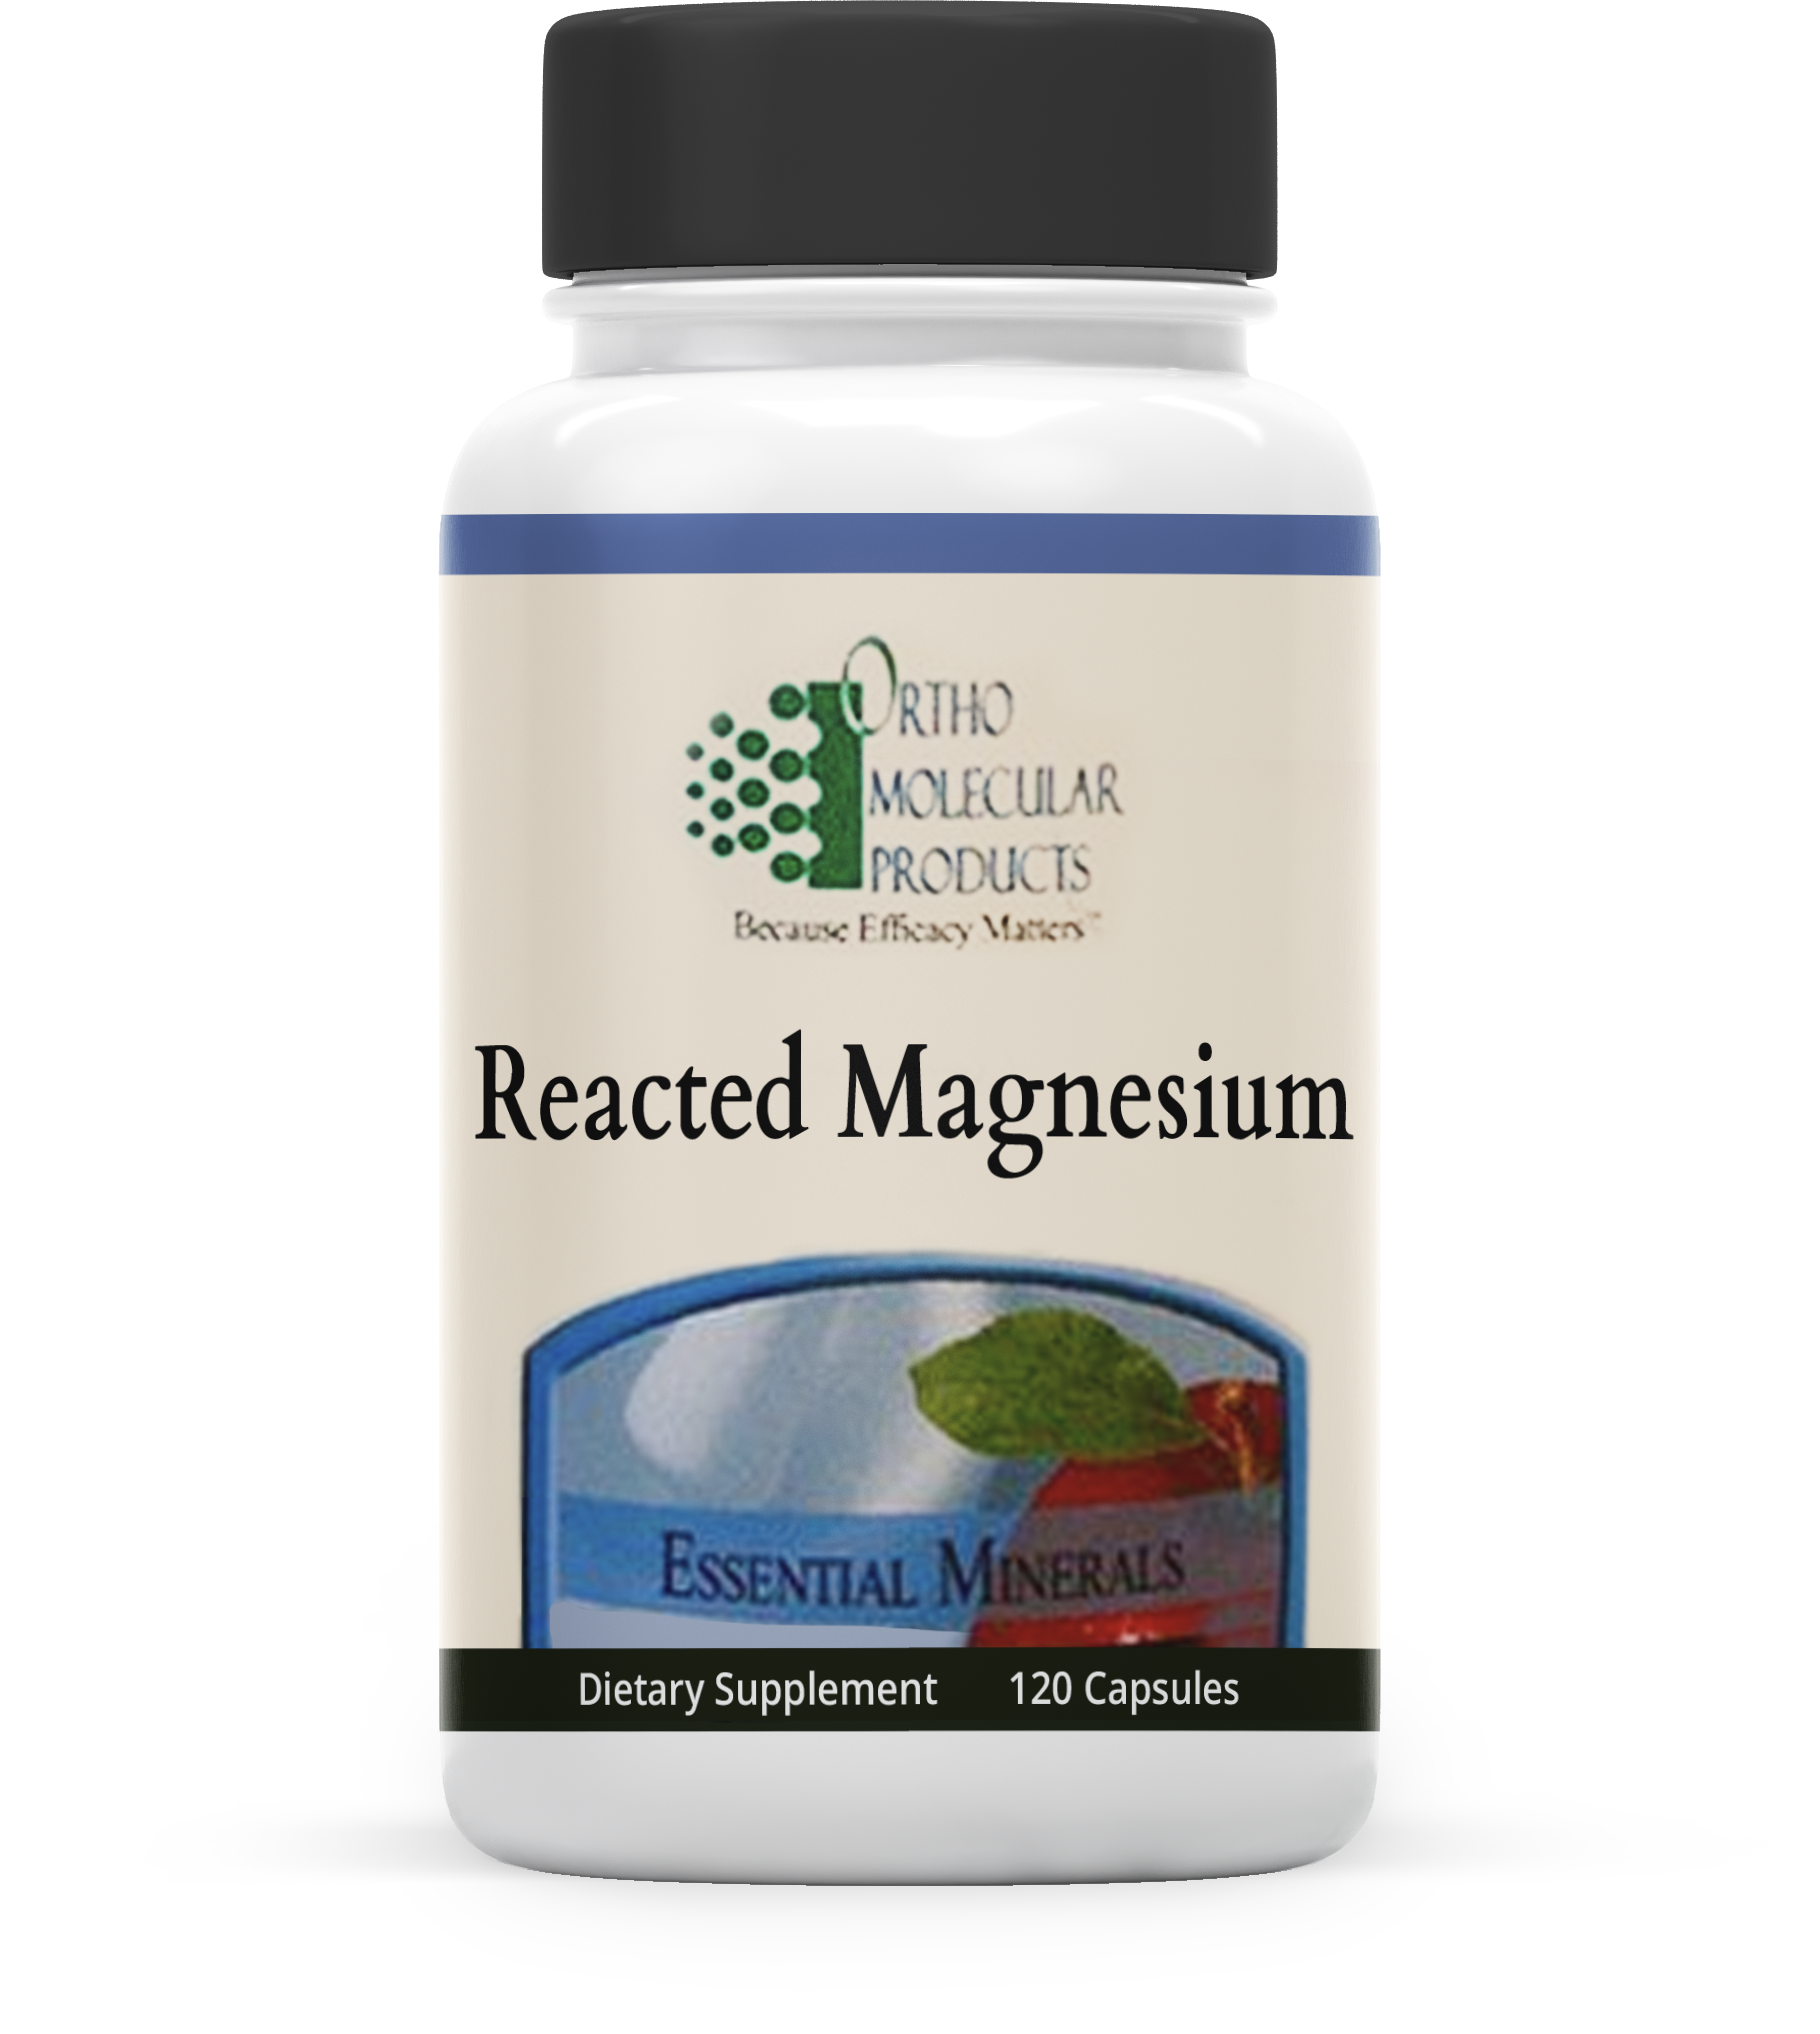 ORTHO
MOLECULAR
PRODUCTS
Because Efficacy Matters™
Reacted Magnesium
ESSENTIAL MINERALS
Dietary Supplement 120 Capsules